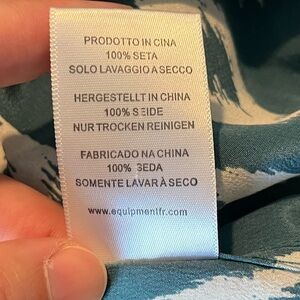 PRODOTTO IN CINA
100% SETA
SOLO LAVAGGIO A SECCO
HERGESTELLT IN CHINA
100% SEIDE
NUR TROCKEN REINIGEN
FABRICADO NA CHINA
100% SEDA
SOMENTE LAVAR À SECO
www.equipmentfr.com